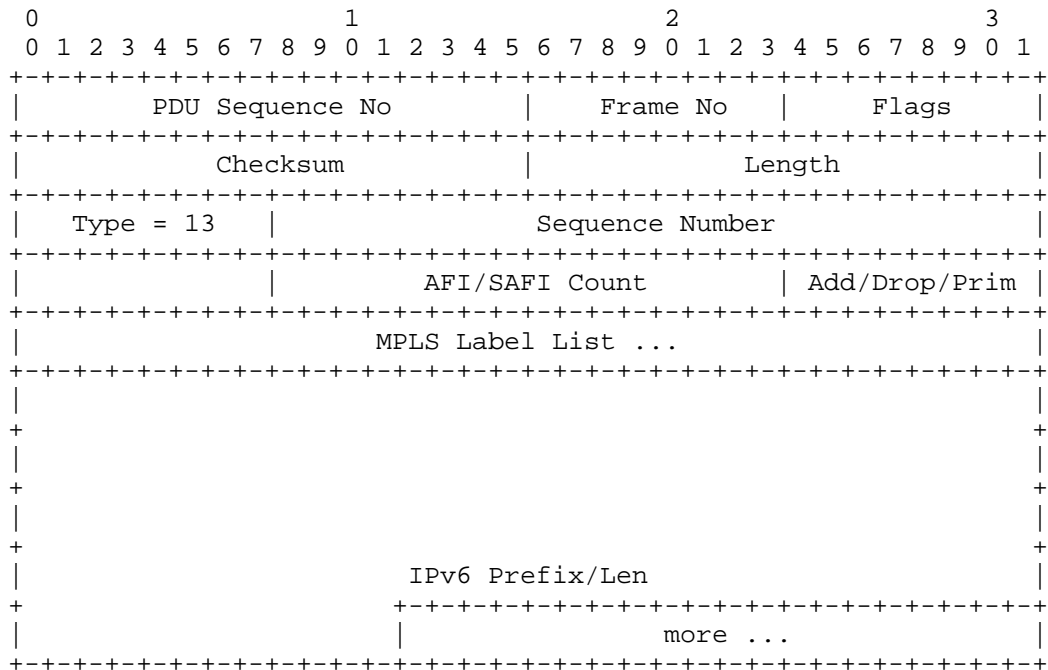 0                   1                   2                   3
0 1 2 3 4 5 6 7 8 9 0 1 2 3 4 5 6 7 8 9 0 1 2 3 4 5 6 7 8 9 0 1
+-+-+-+-+-+-+-+-+-+-+-+-+-+-+-+-+-+-+-+-+-+-+-+-+-+-+-+-+-+-+-+-+
|        PDU Sequence No        |    Frame No   |     Flags     |
+-+-+-+-+-+-+-+-+-+-+-+-+-+-+-+-+-+-+-+-+-+-+-+-+-+-+-+-+-+-+-+-+
|            Checksum           |             Length            |
+-+-+-+-+-+-+-+-+-+-+-+-+-+-+-+-+-+-+-+-+-+-+-+-+-+-+-+-+-+-+-+-+
|   Type = 13   |                Sequence Number                |
+-+-+-+-+-+-+-+-+-+-+-+-+-+-+-+-+-+-+-+-+-+-+-+-+-+-+-+-+-+-+-+-+
|               |         AFI/SAFI Count        | Add/Drop/Prim |
+-+-+-+-+-+-+-+-+-+-+-+-+-+-+-+-+-+-+-+-+-+-+-+-+-+-+-+-+-+-+-+-+
|                      MPLS Label List ...                      |
+-+-+-+-+-+-+-+-+-+-+-+-+-+-+-+-+-+-+-+-+-+-+-+-+-+-+-+-+-+-+-+-+
|                                                               |
+                                                               +
|                                                               |
+                                                               +
|                                                               |
+                                                               +
|                        IPv6 Prefix/Len                        |
+                       +-+-+-+-+-+-+-+-+-+-+-+-+-+-+-+-+-+-+-+-+
|                       |                more ...               |
+-+-+-+-+-+-+-+-+-+-+-+-+-+-+-+-+-+-+-+-+-+-+-+-+-+-+-+-+-+-+-+-+